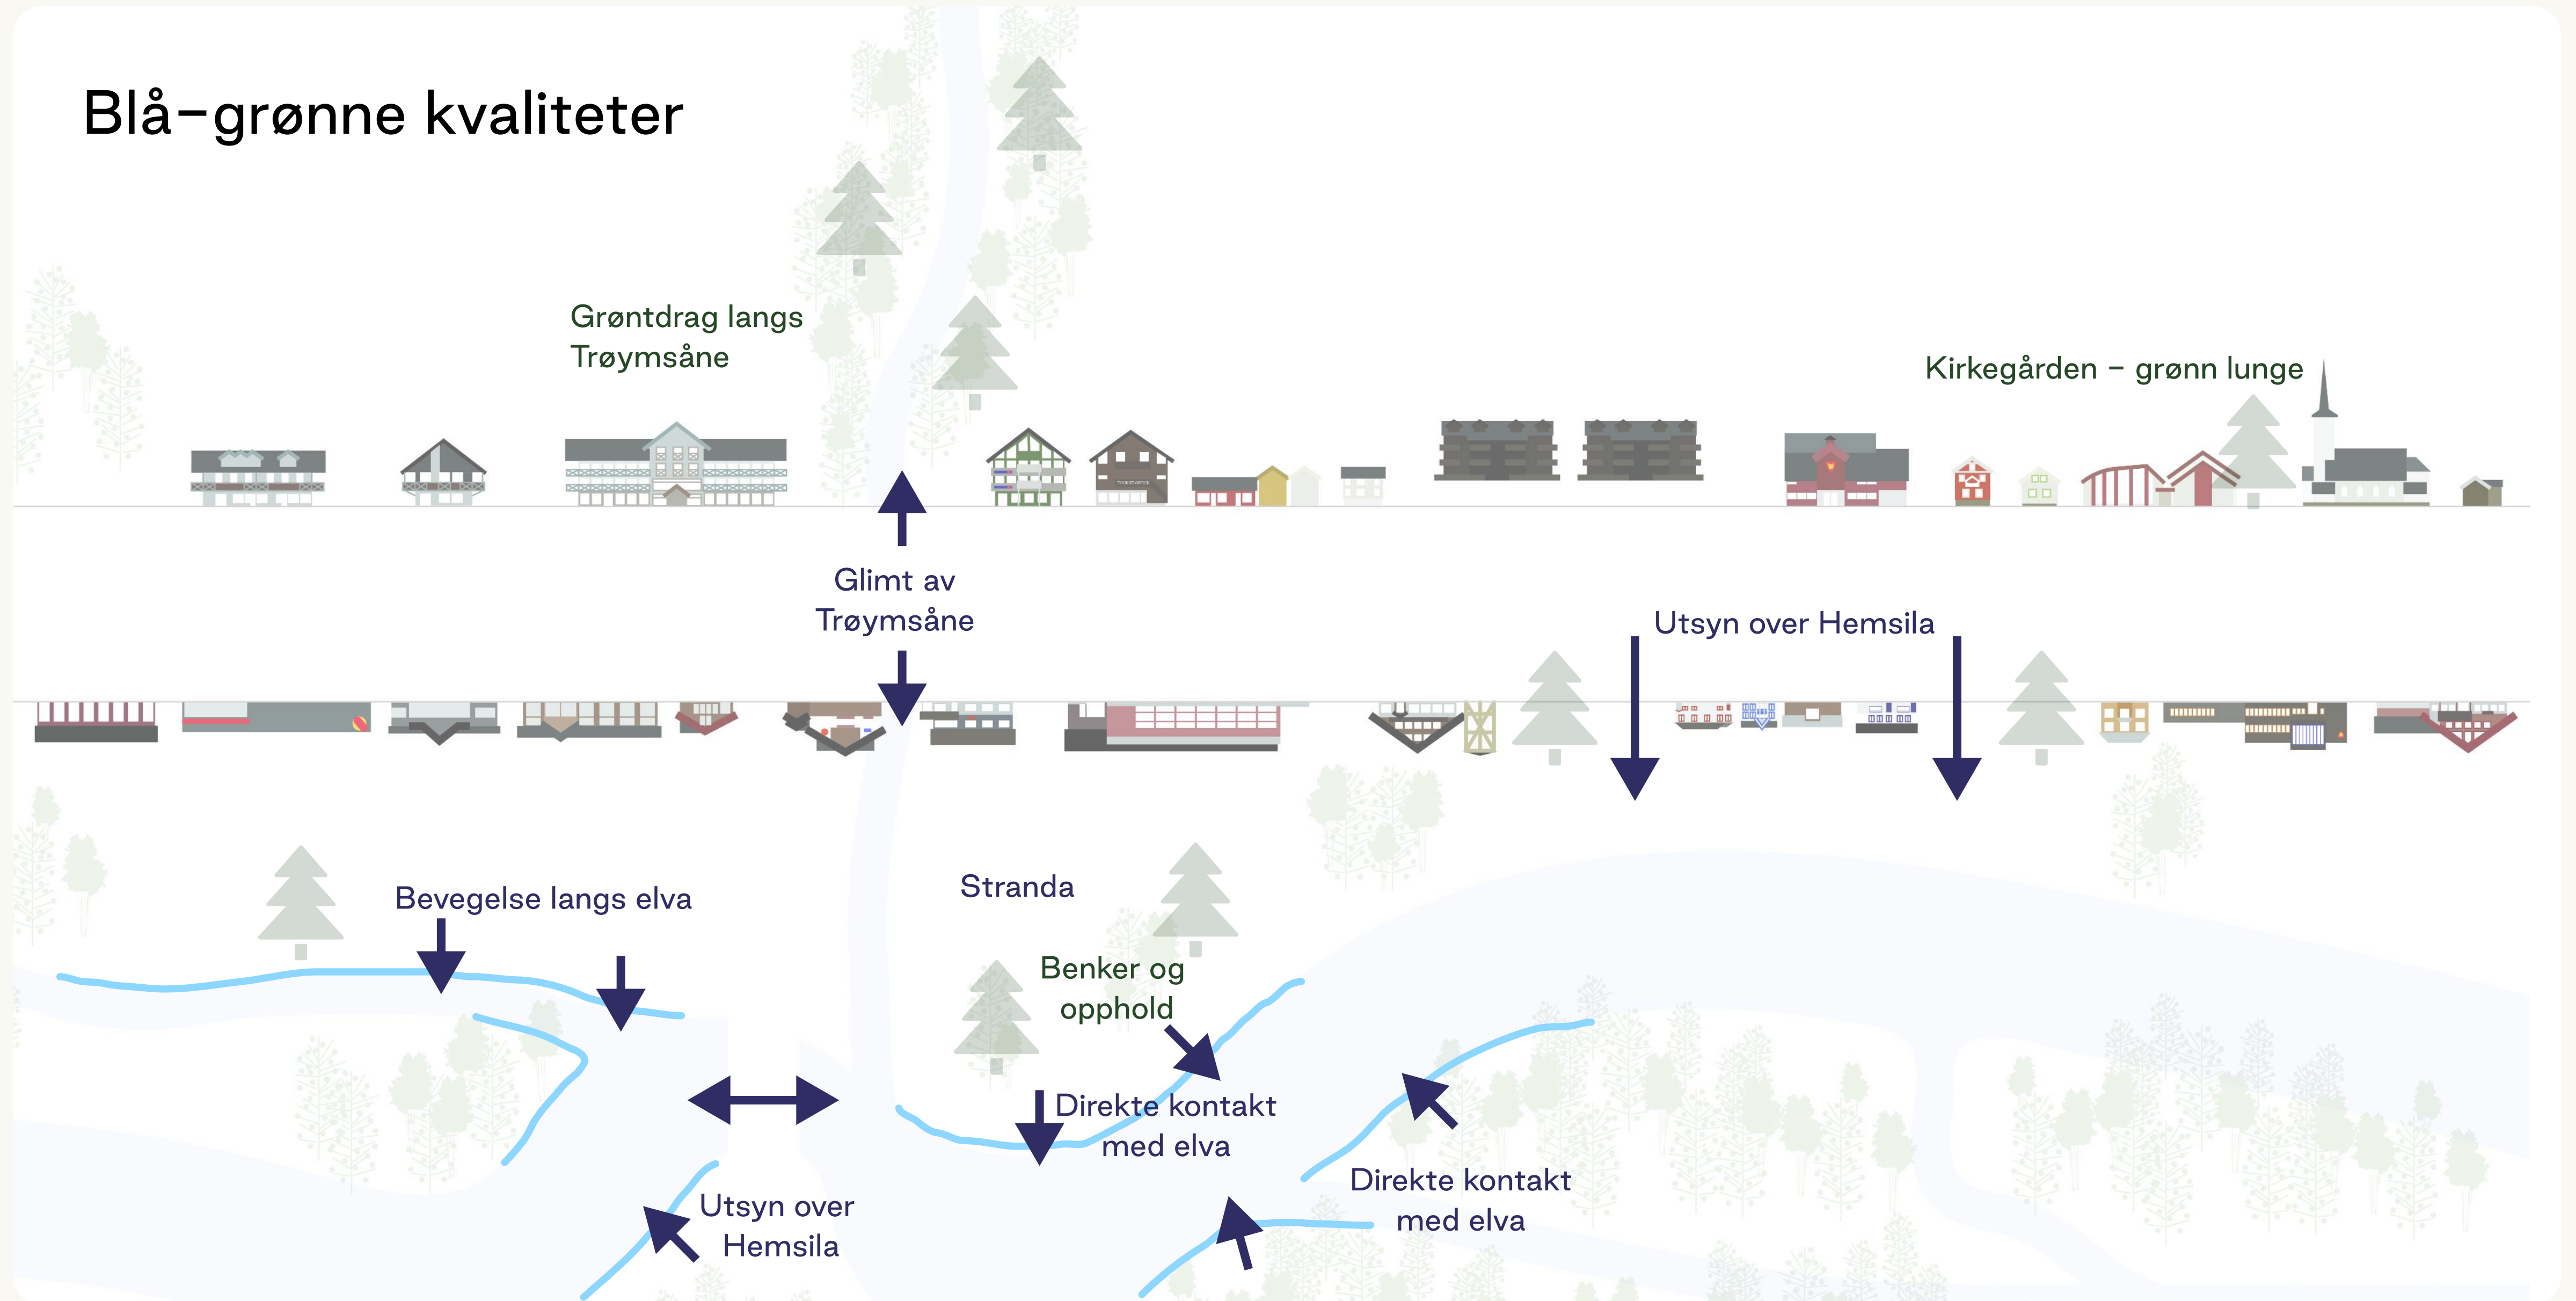 Blå-grønne kvaliteter
Grøntdrag langs
Trøymsåne
Kirkegården - grønn lunge
Glimt av
Trøymsåne
Utsyn over Hemsila
Bevegelse langs elva
Stranda
Benker og
opphold
Direkte kontakt
med elva
Direkte kontakt
med elva
Utsyn over
Hemsila